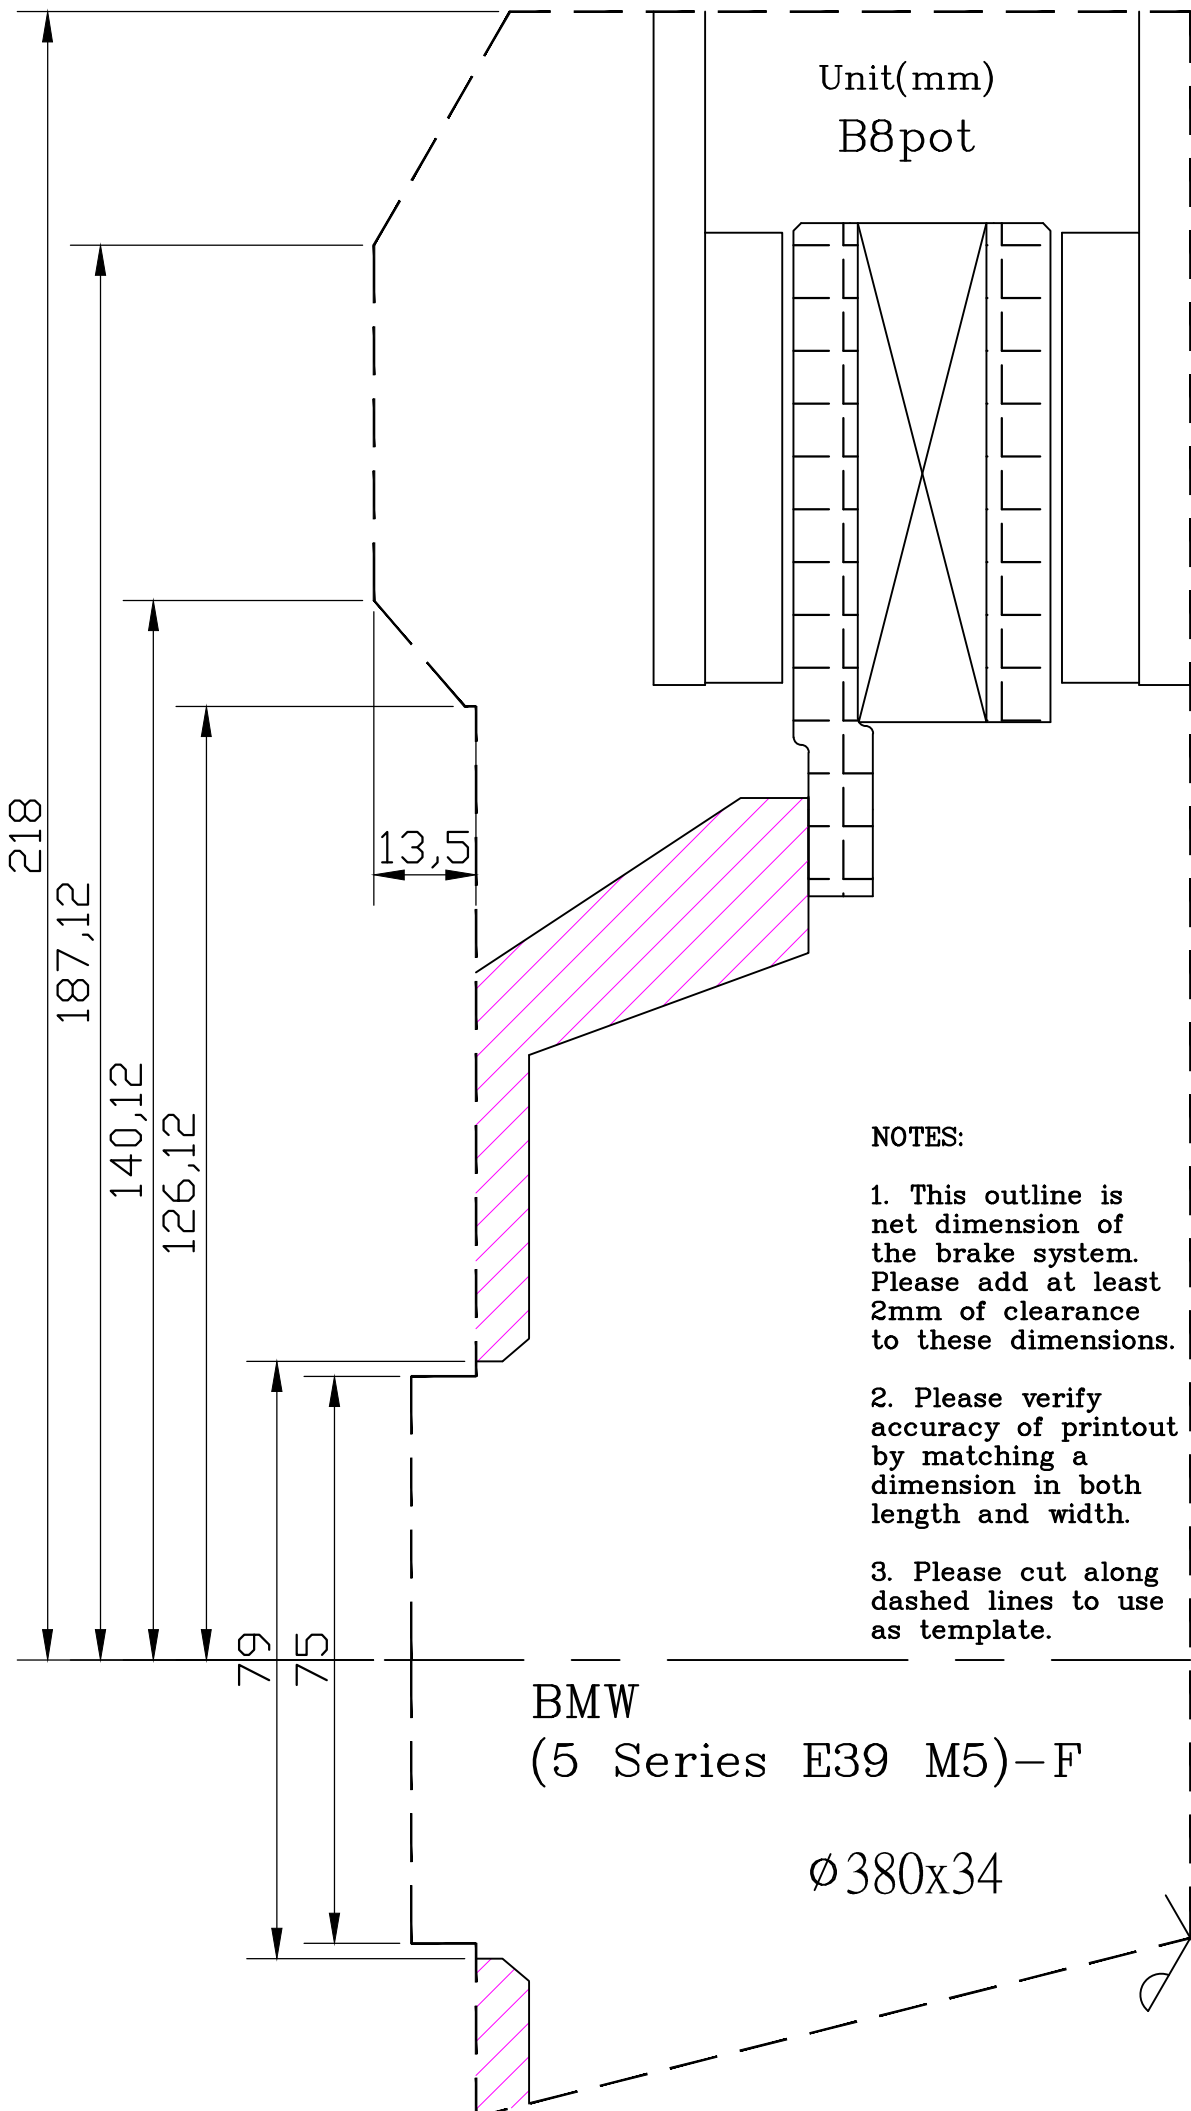 Unit(mm)
B8pot
218
187,12
140,12
126,12
13,5
79
75
NOTES:
1. This outline is
net dimension of
the brake system.
Please add at least
2mm of clearance
to these dimensions.
2. Please verify
accuracy of printout
by matching a
dimension in both
length and width.
3. Please cut along
dashed lines to use
as template.
BMW
(5 Series E39 M5)-F
Ø380x34